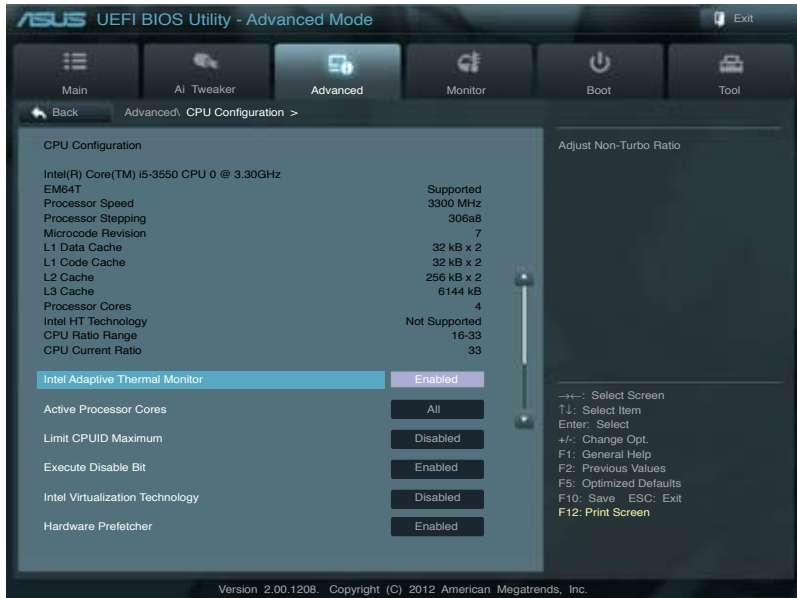 ASUS UEFI BIOS Utility - Advanced Mode
Exit
Main
Ai Tweaker
Advanced
Monitor
Boot
Tool
Back
Advanced\ CPU Configuration >
CPU Configuration
Adjust Non-Turbo Ratio
Intel(R) Core(TM) i5-3550 CPU 0 @ 3.30GHz
EM64T Supported
Processor Speed 3300 MHz
Processor Stepping 306a8
Microcode Revision 7
L1 Data Cache 32 kB x 2
L1 Code Cache 32 kB x 2
L2 Cache 256 kB x 2
L3 Cache 6144 kB
Processor Cores 4
Intel HT Technology Not Supported
CPU Ratio Range 16-33
CPU Current Ratio 33
Intel Adaptive Thermal Monitor Enabled
Active Processor Cores All
Limit CPUID Maximum Disabled
Execute Disable Bit Enabled
Intel Virtualization Technology Disabled
Hardware Prefetcher Enabled
→←: Select Screen
↑↓: Select Item
Enter: Select
+/-: Change Opt.
F1: General Help
F2: Previous Values
F5: Optimized Defaults
F10: Save ESC: Exit
F12: Print Screen
Version 2.00.1208. Copyright (C) 2012 American Megatrends, Inc.